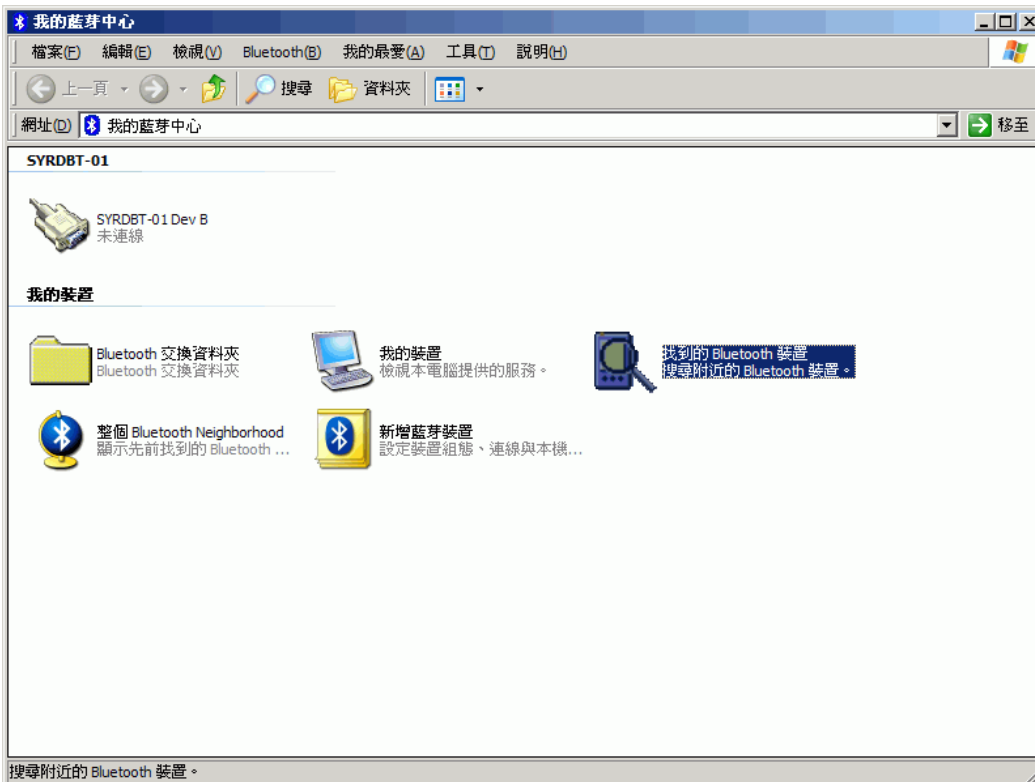 我的藍芽中心
檔案(F) 編輯(E) 檢視(V) Bluetooth(B) 我的最愛(A) 工具(T) 說明(H)
上一頁 搜尋 資料夾
網址(D) 我的藍芽中心 移至
SYRDBT-01
SYRDBT-01 Dev B
未連線
我的裝置
Bluetooth 交換資料夾
Bluetooth 交換資料夾
我的裝置
檢視本電腦提供的服務。
找到的 Bluetooth 裝置
搜尋附近的 Bluetooth 裝置。
整個 Bluetooth Neighborhood
顯示先前找到的 Bluetooth ...
新增藍芽裝置
設定裝置組態、連線與本機...
搜尋附近的 Bluetooth 裝置。